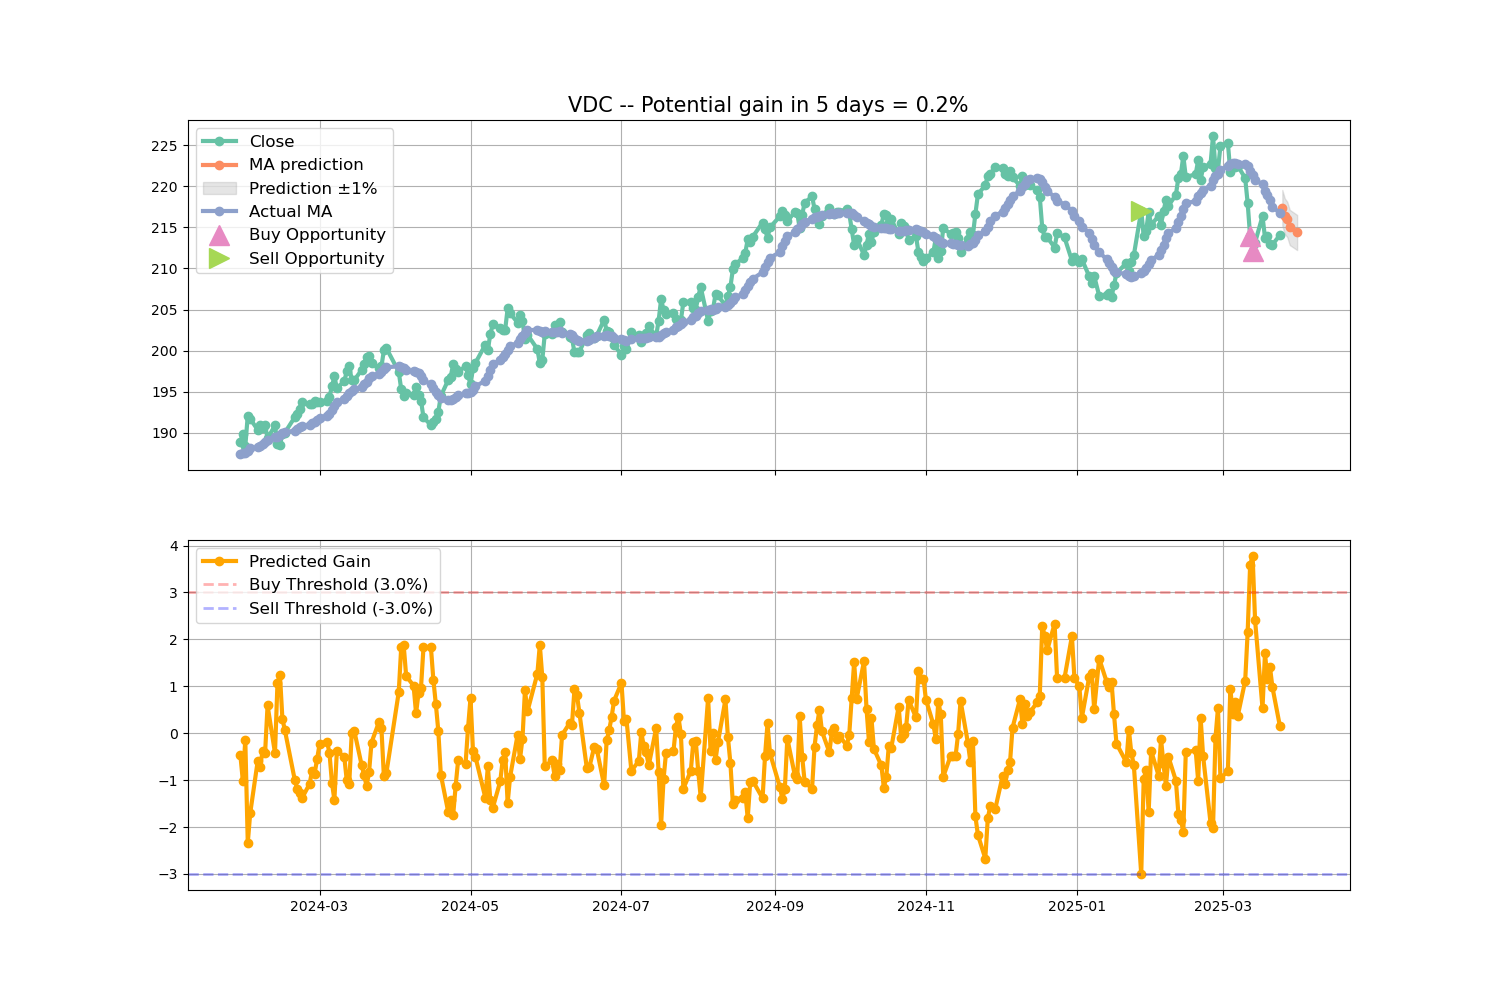 VDC -- Potential gain in 5 days = 0.2%
Close
MA prediction
Prediction ±1%
Actual MA
Buy Opportunity
Sell Opportunity
225
220
215
210
205
200
195
190
Predicted Gain
Buy Threshold (3.0%)
Sell Threshold (-3.0%)
4
3
2
1
0
−1
−2
−3
2024-03
2024-05
2024-07
2024-09
2024-11
2025-01
2025-03